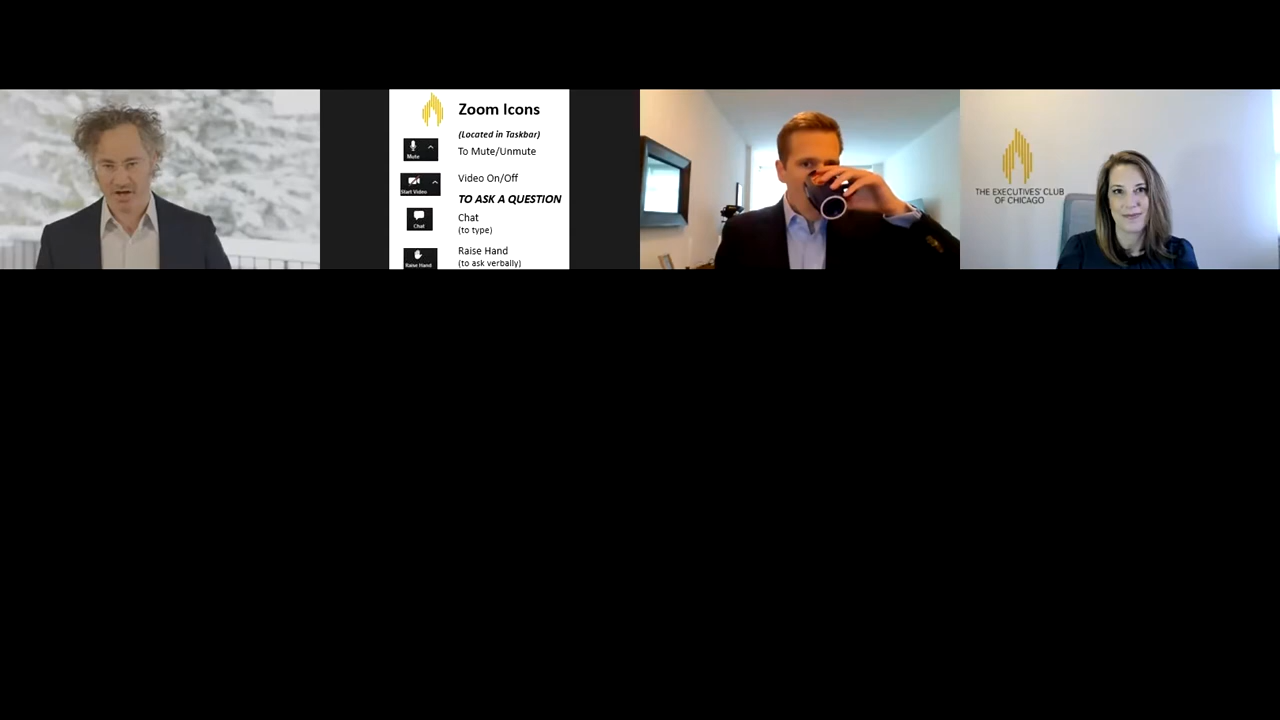 Zoom Icons
(Located in Taskbar)
Mute
To Mute/Unmute
Start Video
Video On/Off
TO ASK A QUESTION
Chat
Chat
(to type)
Raise Hand
Raise Hand
(to ask verbally)
THE EXECUTIVES' CLUB
OF CHICAGO